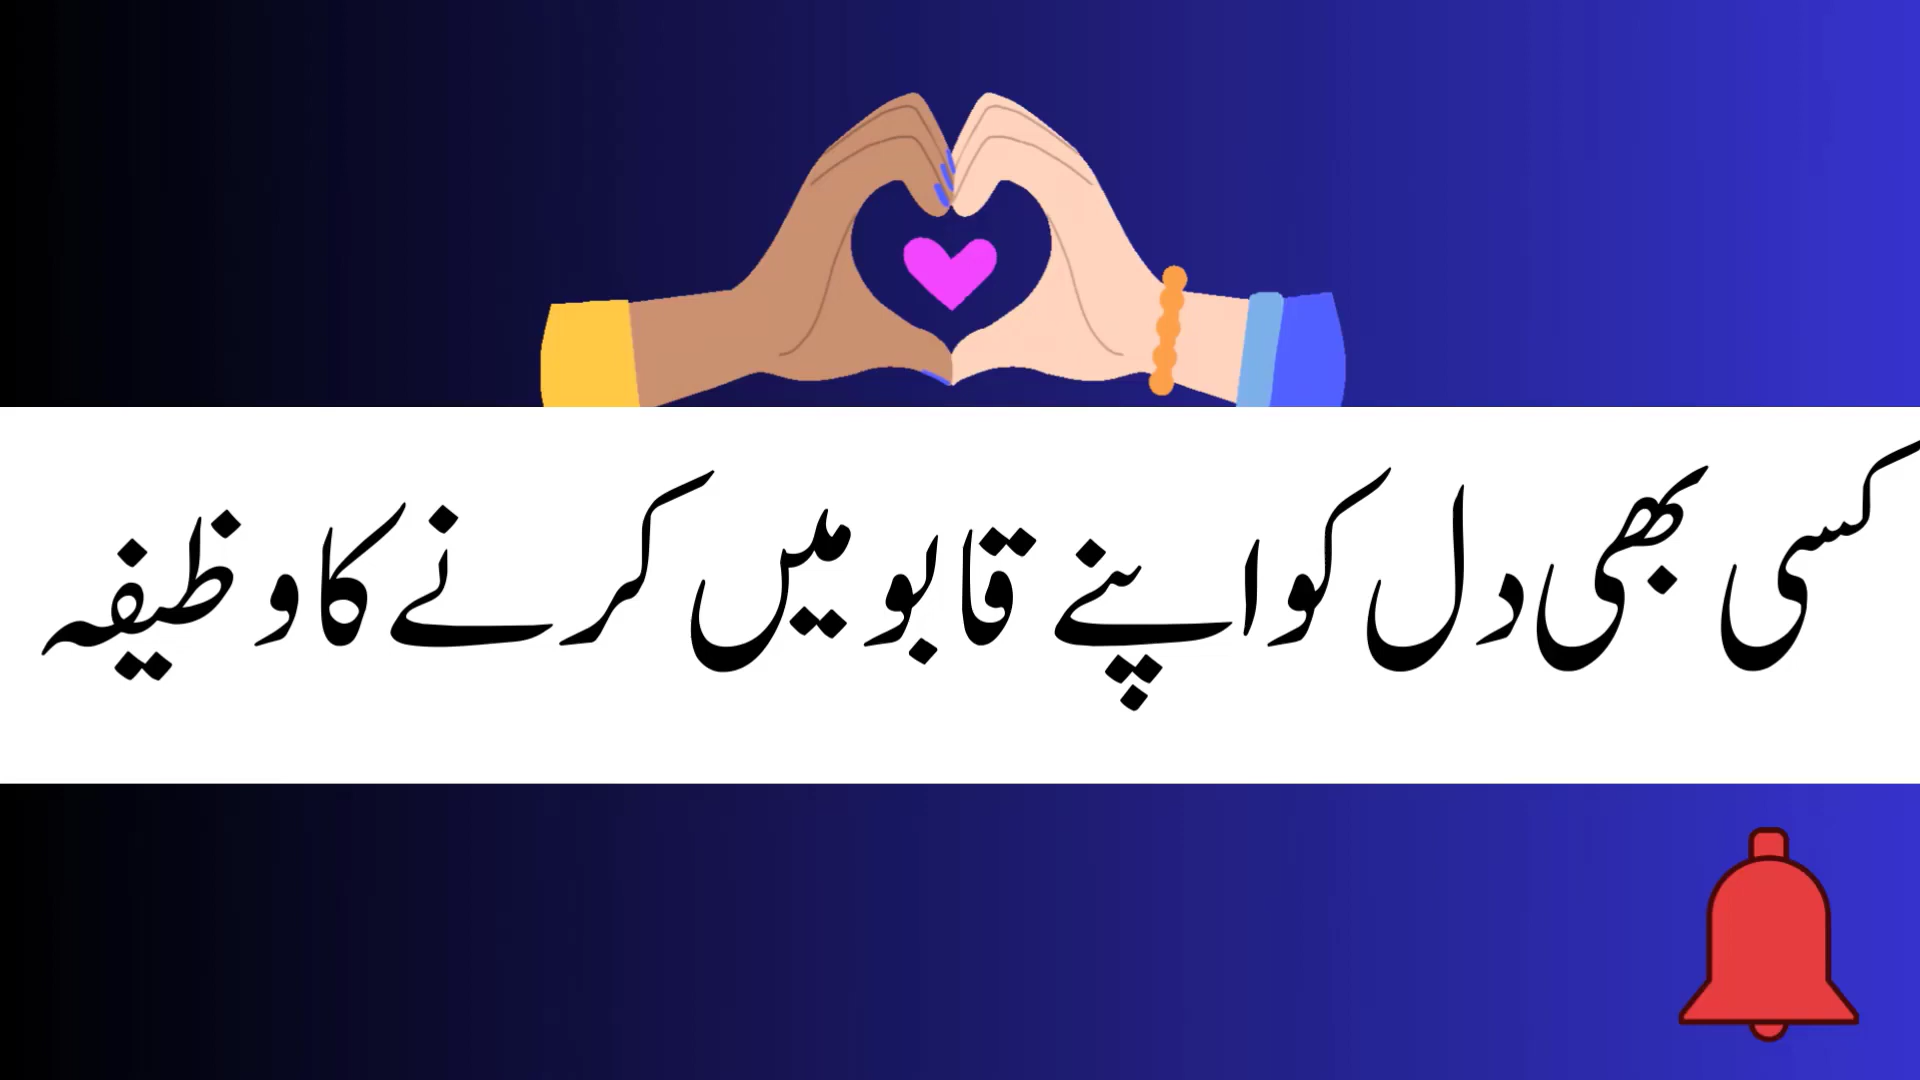 کسی بھی دل کو اپنے قابو میں کرنے کا وظیفہ